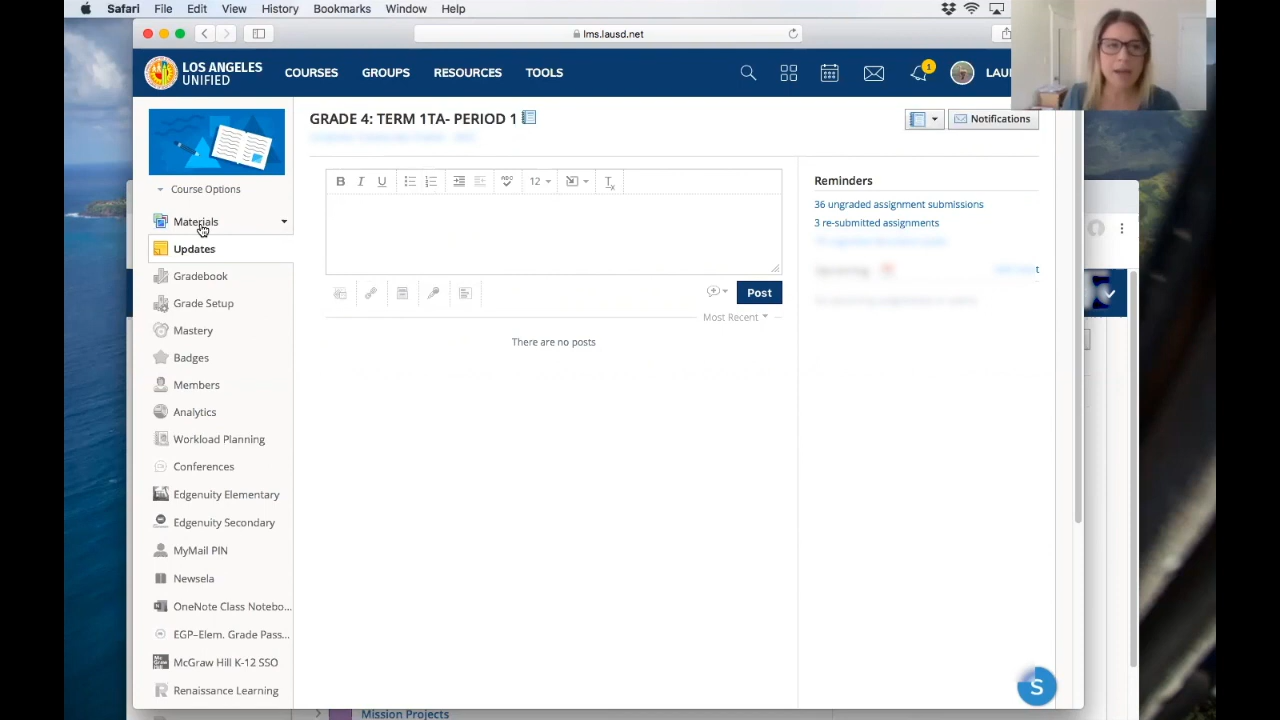 Safari File Edit View History Bookmarks Window Help
lms.lausd.net
LOS ANGELES
UNIFIED
COURSES GROUPS RESOURCES TOOLS
1
LAU
GRADE 4: TERM 1TA- PERIOD 1
Notifications
Course Options
Materials
Updates
Gradebook
Grade Setup
Mastery
Badges
Members
Analytics
Workload Planning
Conferences
Edgenuity Elementary
Edgenuity Secondary
MyMail PIN
Newsela
OneNote Class Notebo...
EGP–Elem. Grade Pass...
McGraw Hill K-12 SSO
Renaissance Learning
B I U ABC 12 Tx
Post
Most Recent
There are no posts
Reminders
36 ungraded assignment submissions
3 re-submitted assignments
S
Mission Projects